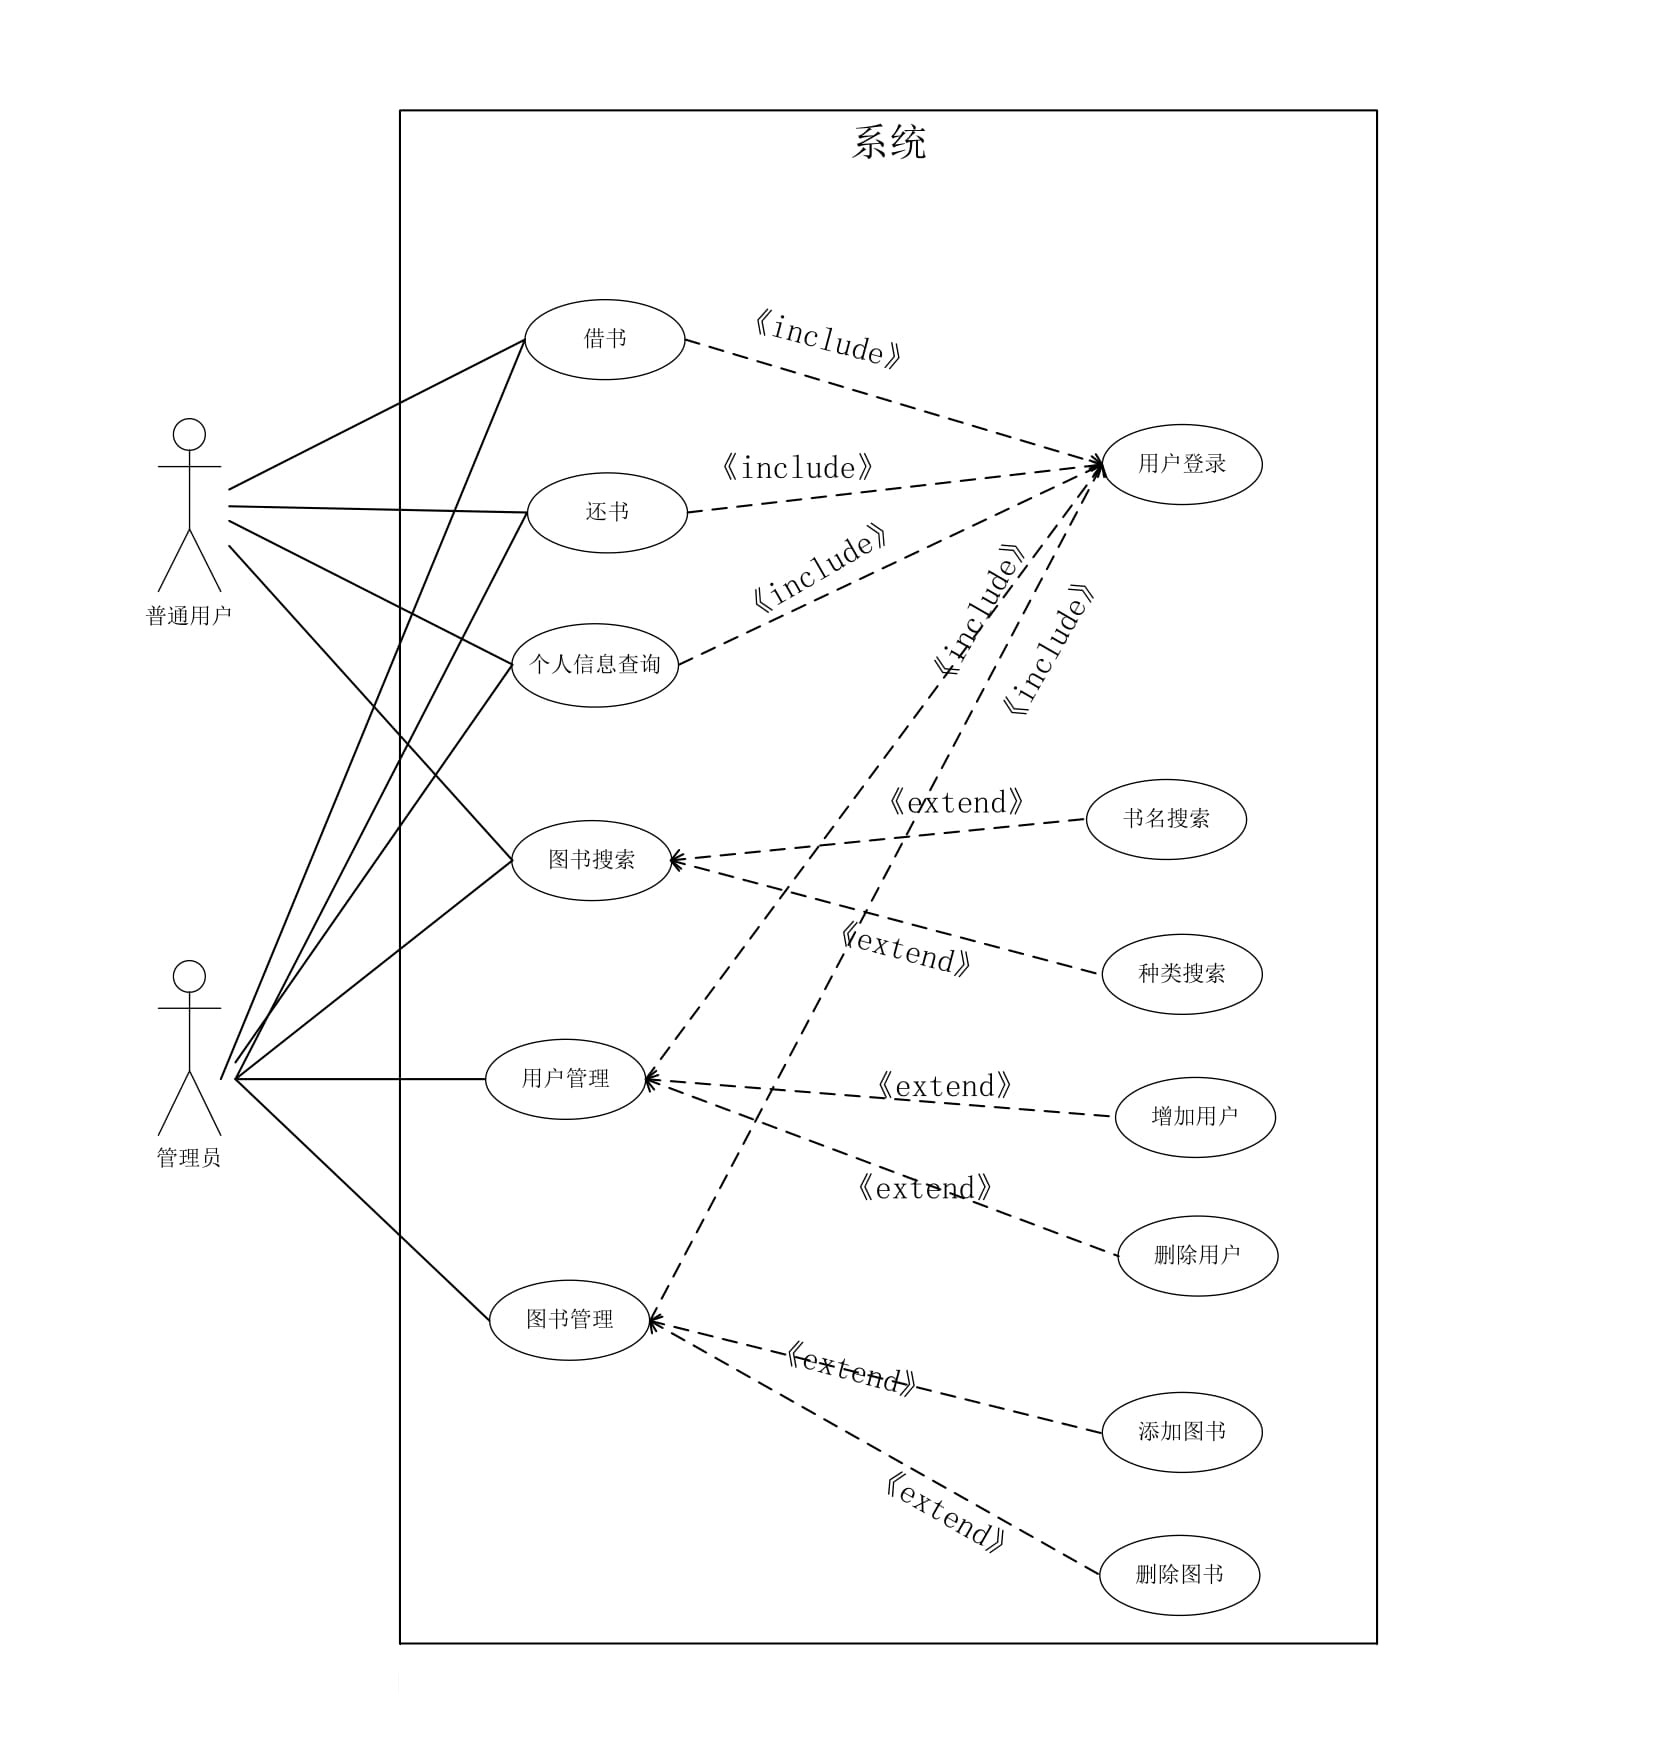 系统
借书
《include》
用户登录
《include》
还书
《include》
普通用户
个人信息查询
《include》
《include》
《extend》
书名搜索
图书搜索
《extend》
种类搜索
用户管理
《extend》
增加用户
管理员
《extend》
删除用户
图书管理
《extend》
添加图书
《extend》
删除图书